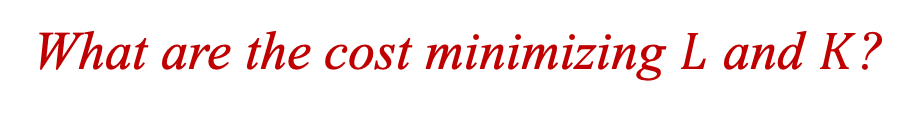 What are the cost minimizing L and K?